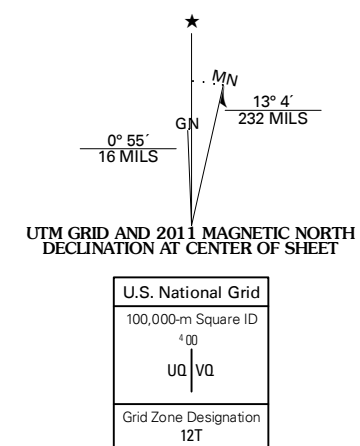 ★
MN
GN
13° 4´
232 MILS
0° 55´
16 MILS
UTM GRID AND 2011 MAGNETIC NORTH
DECLINATION AT CENTER OF SHEET
U.S. National Grid
100,000-m Square ID
4 00
UQ VQ
Grid Zone Designation
12T